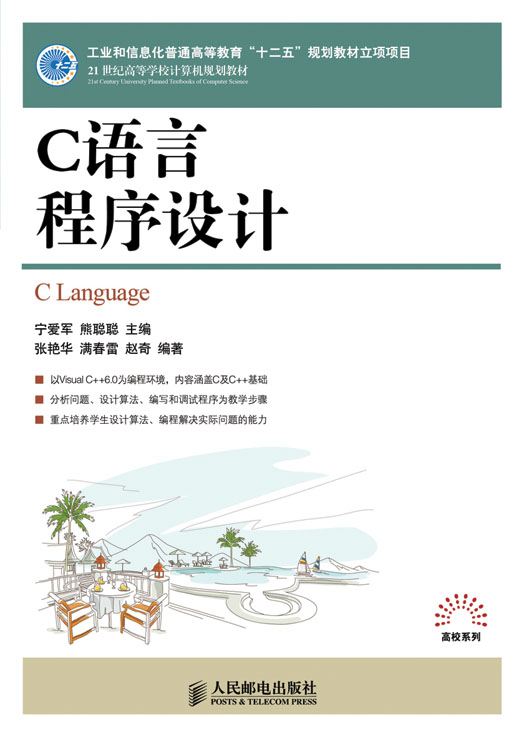 十二五
工业和信息化普通高等教育“十二五”规划教材立项项目
21世纪高等学校计算机规划教材
21st Century University Planned Textbooks of Computer Science
C语言
程序设计
C Language
宁爱军 熊聪聪 主编
张艳华 满春雷 赵奇 编著
以Visual C++6.0为编程环境，内容涵盖C及C++基础
分析问题、设计算法、编写和调试程序为教学步骤
重点培养学生设计算法、编程解决实际问题的能力
高校系列
人民邮电出版社
POSTS & TELECOM PRESS